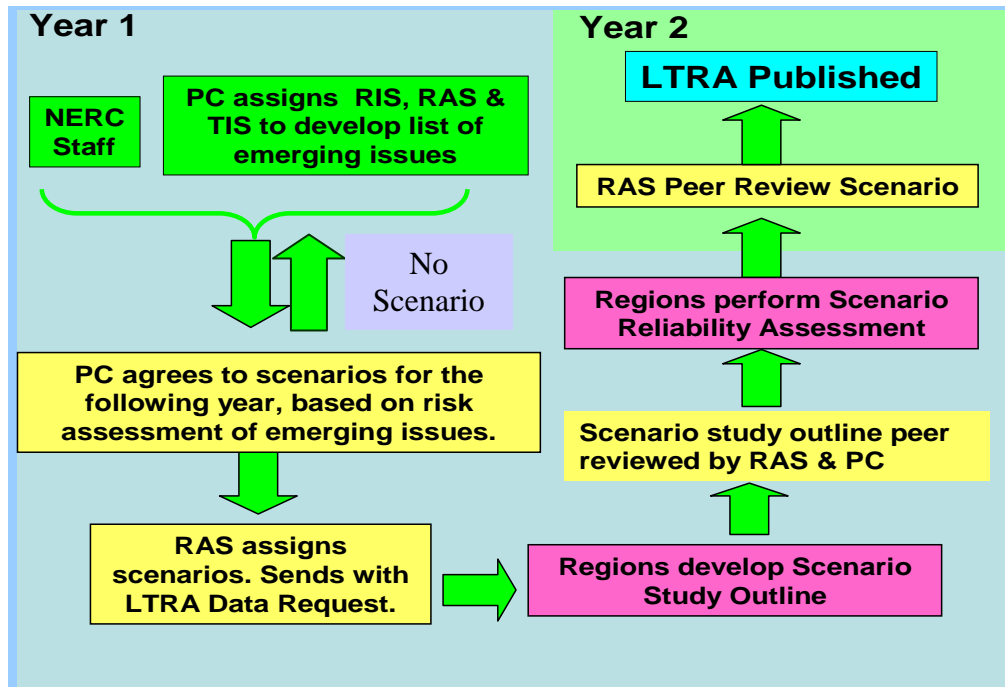 Year 1
NERC
Staff
PC assigns RIS, RAS &
TIS to develop list of
emerging issues
No
Scenario
PC agrees to scenarios for the
following year, based on risk
assessment of emerging issues.
RAS assigns
scenarios. Sends with
LTRA Data Request.
Regions develop Scenario
Study Outline
Scenario study outline peer
reviewed by RAS & PC
Regions perform Scenario
Reliability Assessment
Year 2
RAS Peer Review Scenario
LTRA Published